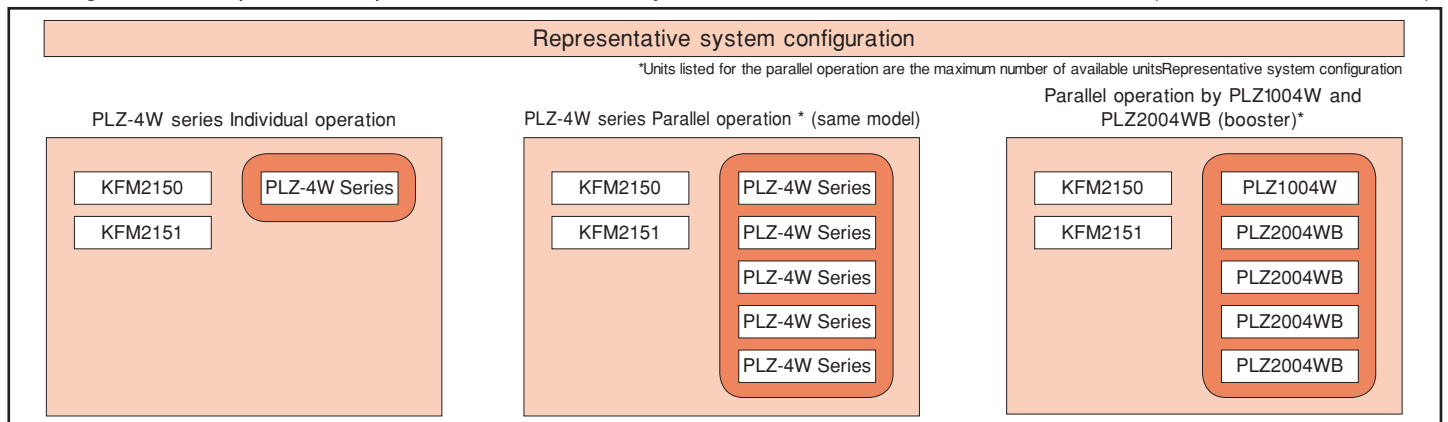 Representative system configuration
*Units listed for the parallel operation are the maximum number of available unitsRepresentative system configuration
PLZ-4W series Individual operation
KFM2150
PLZ-4W Series
KFM2151
PLZ-4W series Parallel operation * (same model)
KFM2150
PLZ-4W Series
KFM2151
PLZ-4W Series
PLZ-4W Series
PLZ-4W Series
PLZ-4W Series
Parallel operation by PLZ1004W and
PLZ2004WB (booster)*
KFM2150
PLZ1004W
KFM2151
PLZ2004WB
PLZ2004WB
PLZ2004WB
PLZ2004WB